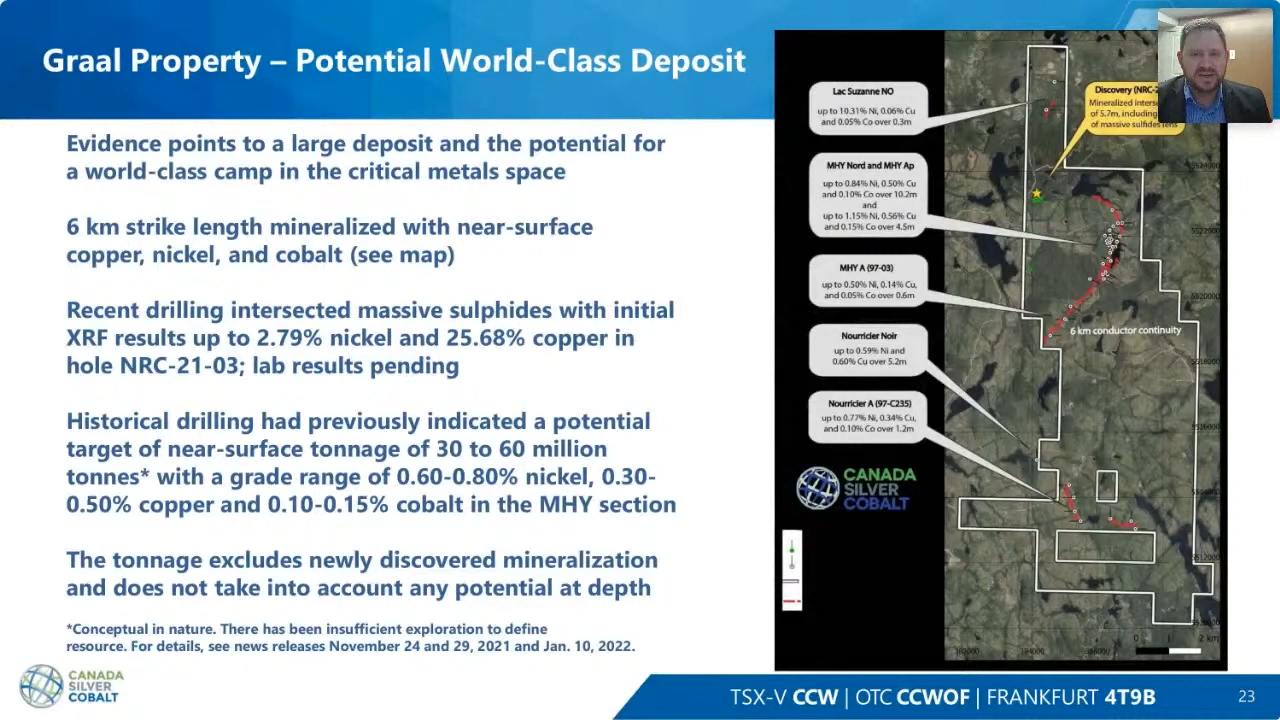 Graal Property – Potential World-Class Deposit
Evidence points to a large deposit and the potential for
a world-class camp in the critical metals space
6 km strike length mineralized with near-surface
copper, nickel, and cobalt (see map)
Recent drilling intersected massive sulphides with initial
XRF results up to 2.79% nickel and 25.68% copper in
hole NRC-21-03; lab results pending
Historical drilling had previously indicated a potential
target of near-surface tonnage of 30 to 60 million
tonnes* with a grade range of 0.60-0.80% nickel, 0.30-
0.50% copper and 0.10-0.15% cobalt in the MHY section
The tonnage excludes newly discovered mineralization
and does not take into account any potential at depth
*Conceptual in nature. There has been insufficient exploration to define
resource. For details, see news releases November 24 and 29, 2021 and Jan. 10, 2022.
Lac Suzanne NO
up to 10.31% Ni, 0.06% Cu
and 0.05% Co over 0.3m
Discovery (NRC-2
Mineralized
of 5.7m, including
of massive sulfides lens
MHY Nord and MHY Ap
up to 0.84% Ni, 0.50% Cu
and 0.10% Co over 10.2m
and
up to 1.15% Ni, 0.56% Cu
and 0.15% Co over 4.5m
MHY A (97-03)
up to 0.50% Ni, 0.14% Cu,
and 0.05% Co over 0.6m
6 km conductor continuity
Nourricier Noir
up to 0.59% Ni and
0.60% Cu over 5.2m
Nourricier A (97-C235)
up to 0.77% Ni, 0.34% Cu,
and 0.10% Co over 1.2m
CANADA
SILVER
COBALT
0 2 km
CANADA
SILVER
COBALT
TSX-V CCW | OTC CCWOF | FRANKFURT 4T9B
23